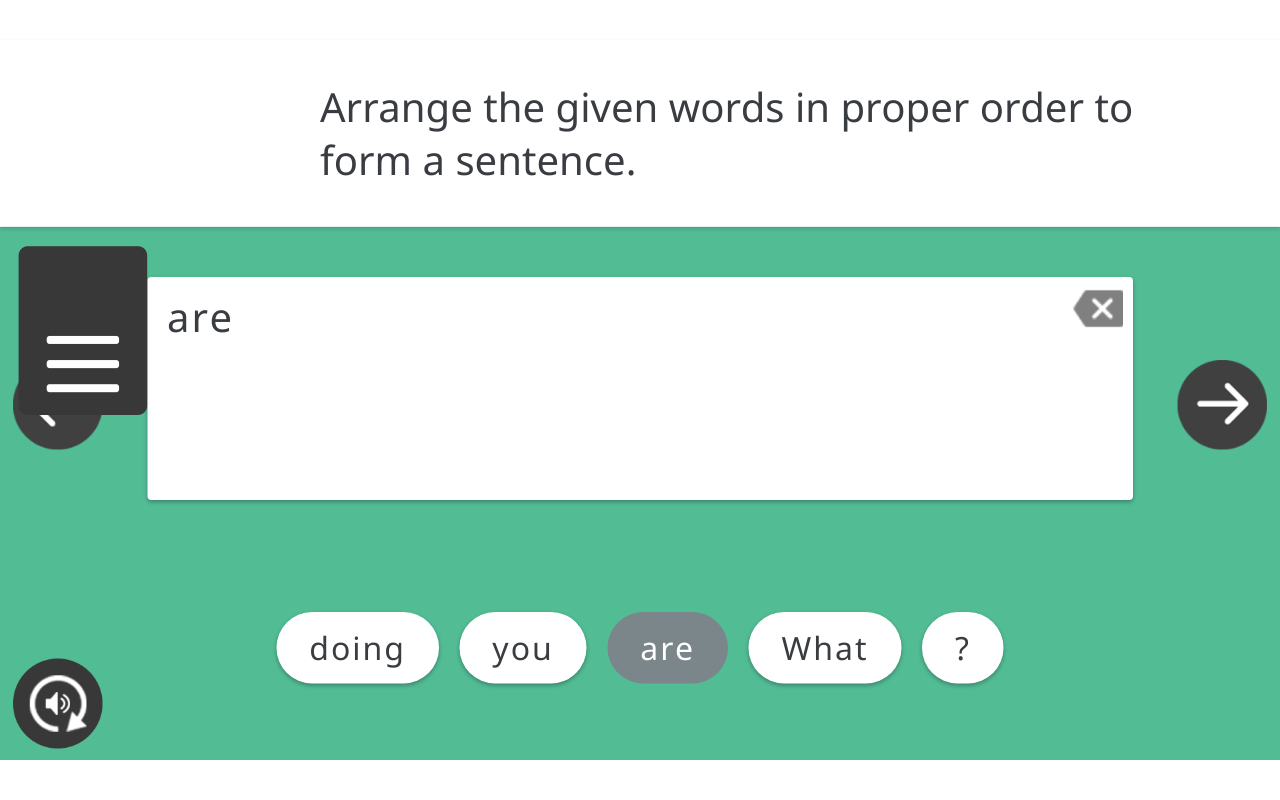 Arrange the given words in proper order to
form a sentence.
are
doing you are What ?